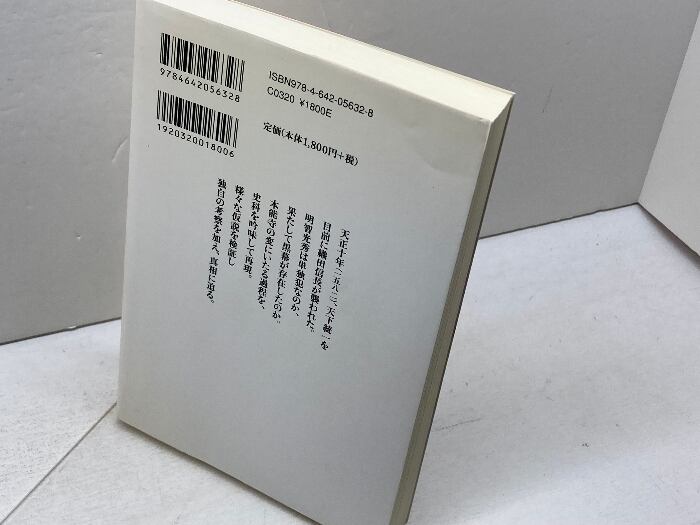 9784642056328
ISBN978-4-642-05632-8
C0320 ¥1800E
1920320018006
定価(本体1,800円+税)
天正十年(一五八二)、天下統一を
目前に織田信長が襲われた。
明智光秀は単独犯なのか、
果たして黒幕が存在したのか。
本能寺の変にいたる過程を、
史料を吟味して再現。
様々な仮説を検証し
独自の考察を加え、真相に迫る。